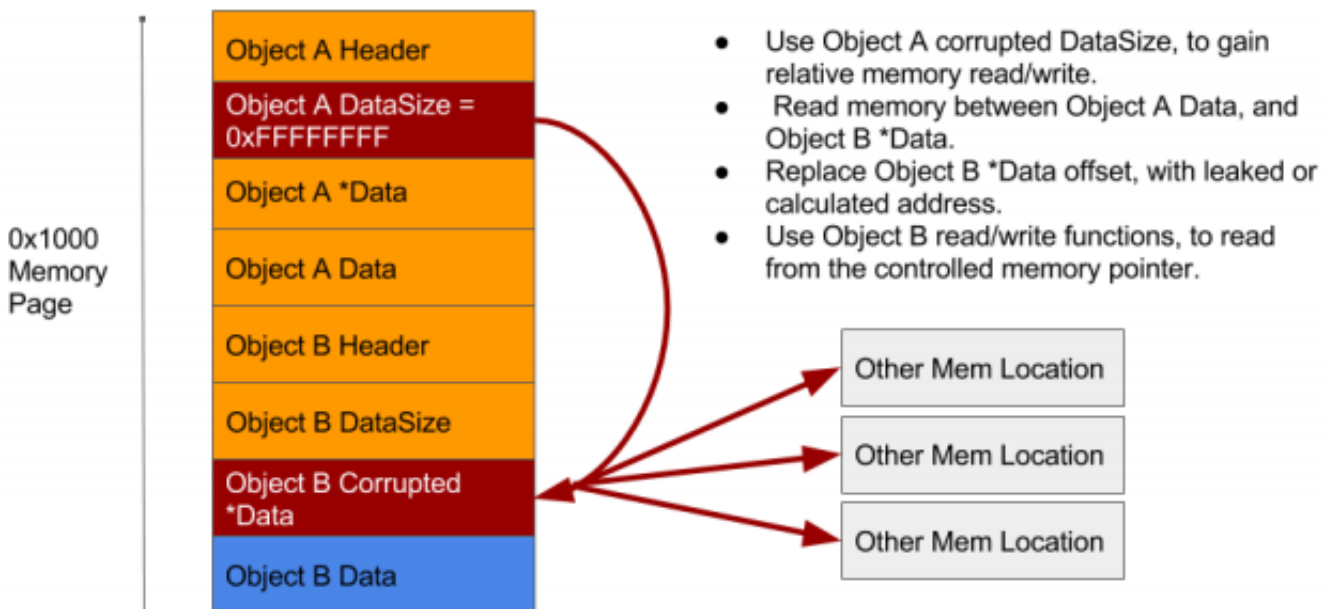 0x1000
Memory
Page
Object A Header
Object A DataSize =
0xFFFFFFFF
Object A *Data
Object A Data
Object B Header
Object B DataSize
Object B Corrupted
*Data
Object B Data
● Use Object A corrupted DataSize, to gain
relative memory read/write.
● Read memory between Object A Data, and
Object B *Data.
● Replace Object B *Data offset, with leaked or
calculated address.
● Use Object B read/write functions, to read
from the controlled memory pointer.
Other Mem Location
Other Mem Location
Other Mem Location